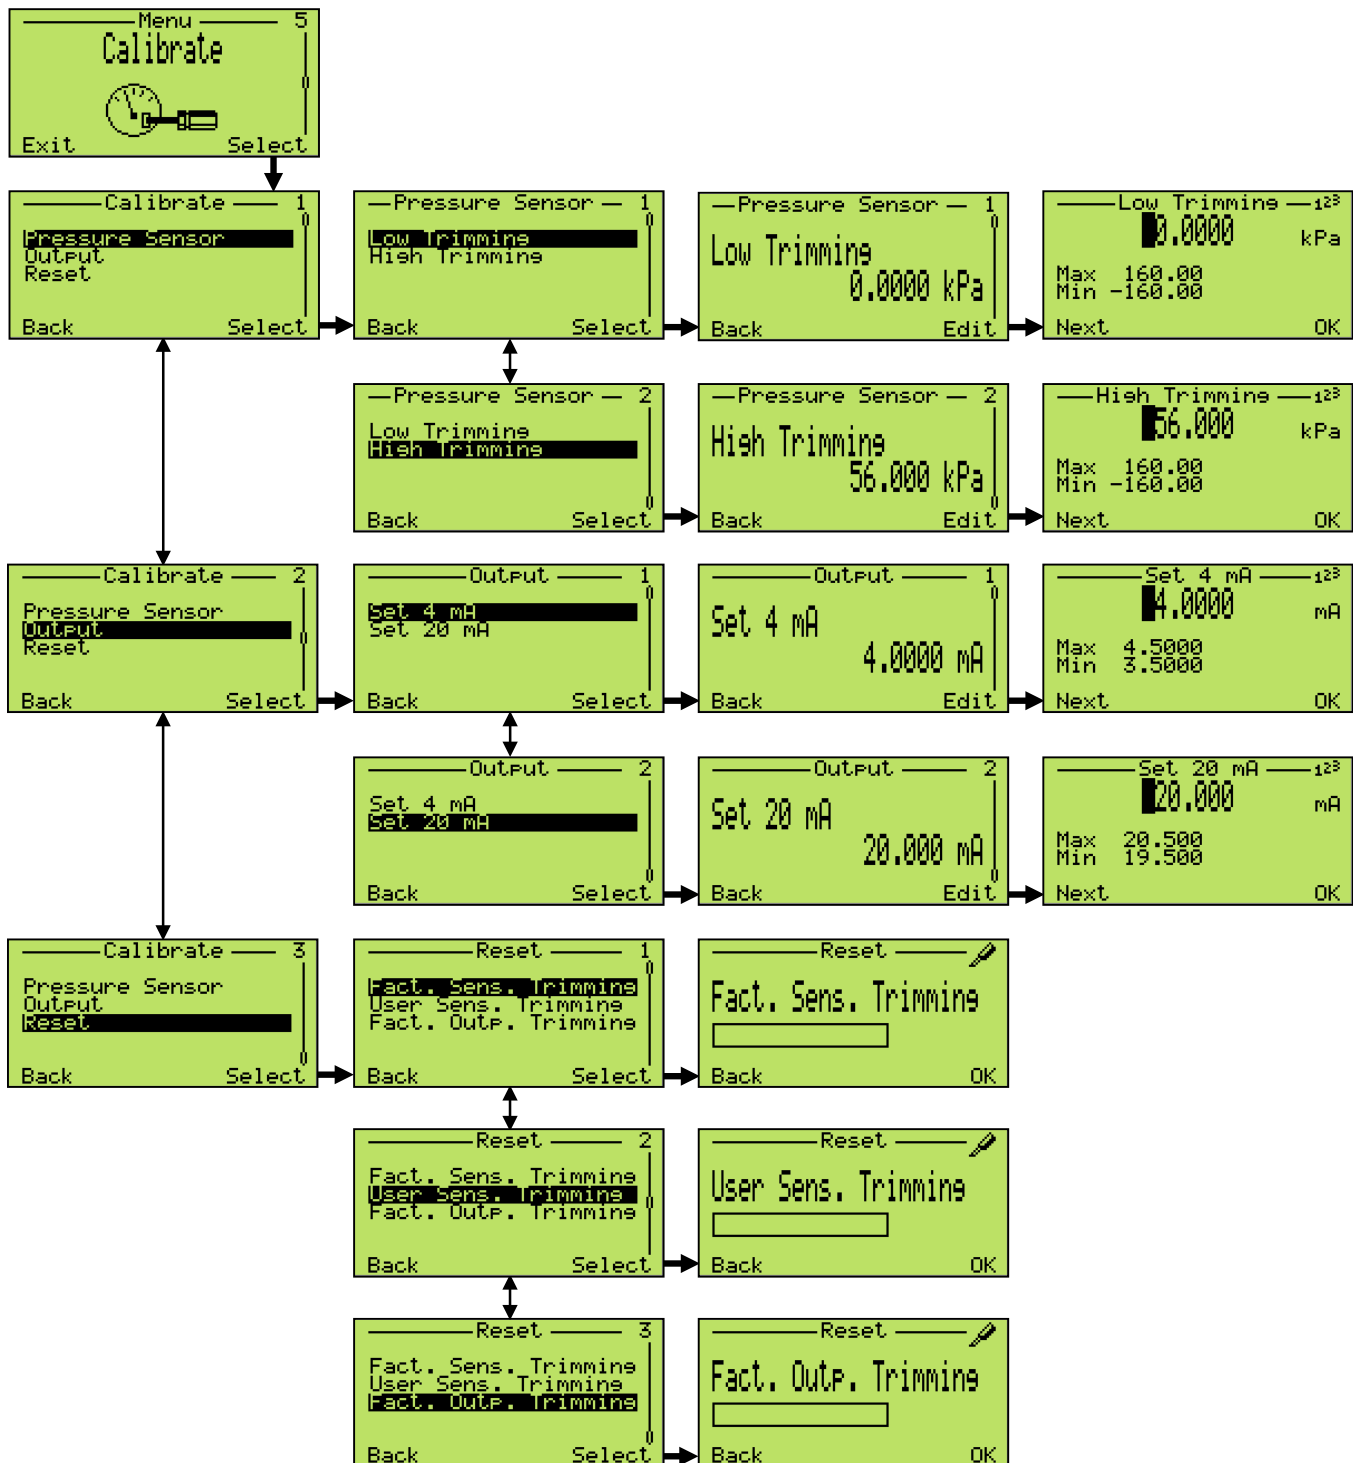 Menu 5
Calibrate
Exit Select
Calibrate 1
Pressure Sensor
Output
Reset
Back Select
Pressure Sensor 1
Low Trimming
High Trimming
Back Select
Pressure Sensor 1
Low Trimming
0.0000 kPa
Back Edit
Low Trimming 123
0.0000 kPa
Max 160.00
Min -160.00
Next OK
Pressure Sensor 2
Low Trimming
High Trimming
Back Select
Pressure Sensor 2
High Trimming
56.000 kPa
Back Edit
High Trimming 123
56.000 kPa
Max 160.00
Min -160.00
Next OK
Calibrate 2
Pressure Sensor
Output
Reset
Back Select
Output 1
Set 4 mA
Set 20 mA
Back Select
Output 1
Set 4 mA
4.0000 mA
Back Edit
Set 4 mA 123
4.0000 mA
Max 4.5000
Min 3.5000
Next OK
Output 2
Set 4 mA
Set 20 mA
Back Select
Output 2
Set 20 mA
20.000 mA
Back Edit
Set 20 mA 123
20.000 mA
Max 20.500
Min 19.500
Next OK
Calibrate 3
Pressure Sensor
Output
Reset
Back Select
Reset 1
Fact. Sens. Trimming
User Sens. Trimming
Fact. Outp. Trimming
Back Select
Reset
Fact. Sens. Trimming
Back OK
Reset 2
Fact. Sens. Trimming
User Sens. Trimming
Fact. Outp. Trimming
Back Select
Reset
User Sens. Trimming
Back OK
Reset 3
Fact. Sens. Trimming
User Sens. Trimming
Fact. Outp. Trimming
Back Select
Reset
Fact. Outp. Trimming
Back OK